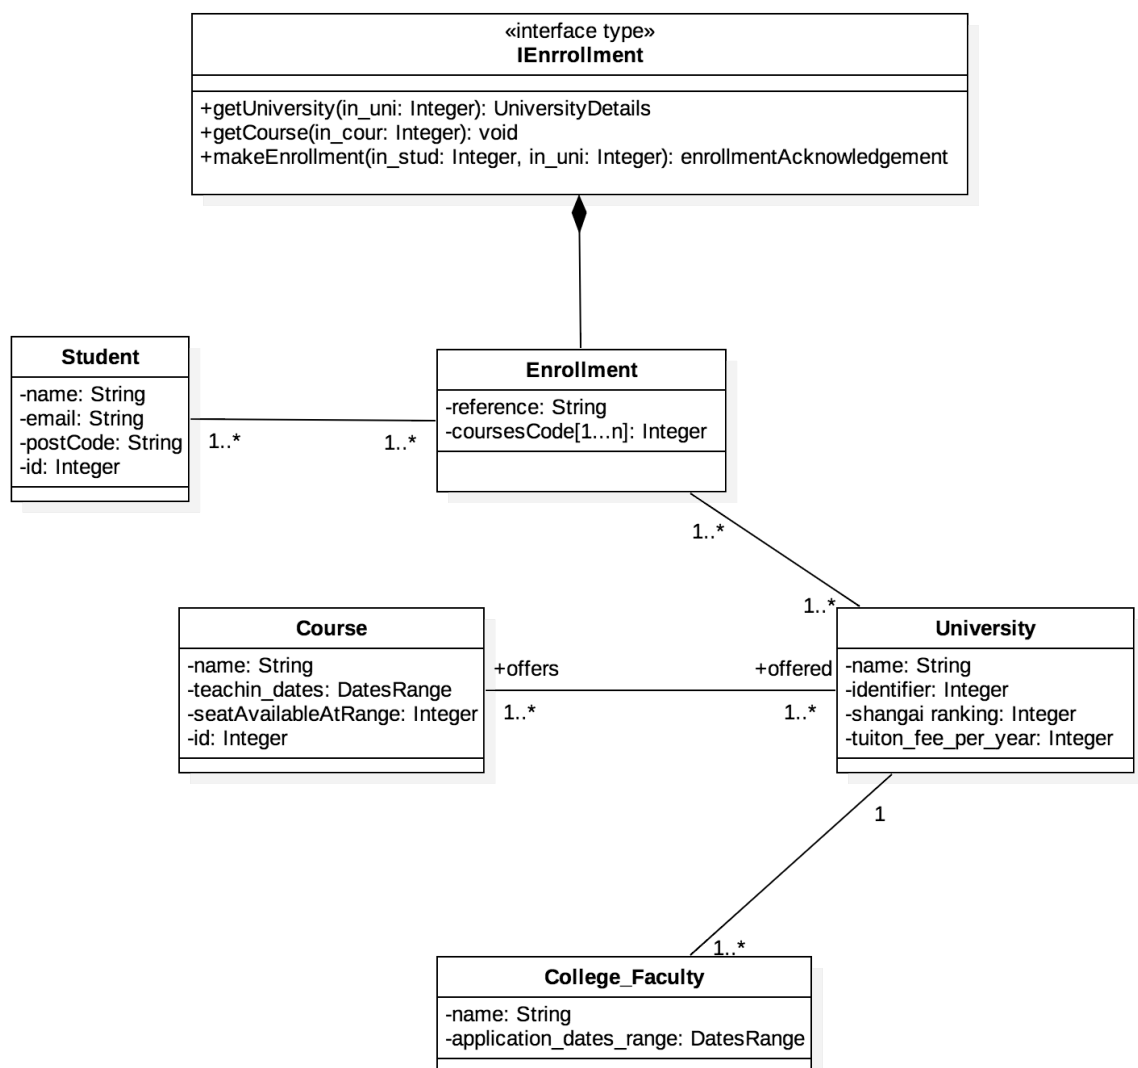 «interface type»
IEnrrollment
+getUniversity(in_uni: Integer): UniversityDetails
+getCourse(in_cour: Integer): void
+makeEnrollment(in_stud: Integer, in_uni: Integer): enrollmentAcknowledgement
Student
-name: String
-email: String
-postCode: String
-id: Integer
1..*
1..*
Enrollment
-reference: String
-coursesCode[1...n]: Integer
1..*
1..*
Course
-name: String
-teachin_dates: DatesRange
-seatAvailableAtRange: Integer
-id: Integer
+offers
+offered
1..*
1..*
University
-name: String
-identifier: Integer
-shangai ranking: Integer
-tuiton_fee_per_year: Integer
1
1..*
College_Faculty
-name: String
-application_dates_range: DatesRange